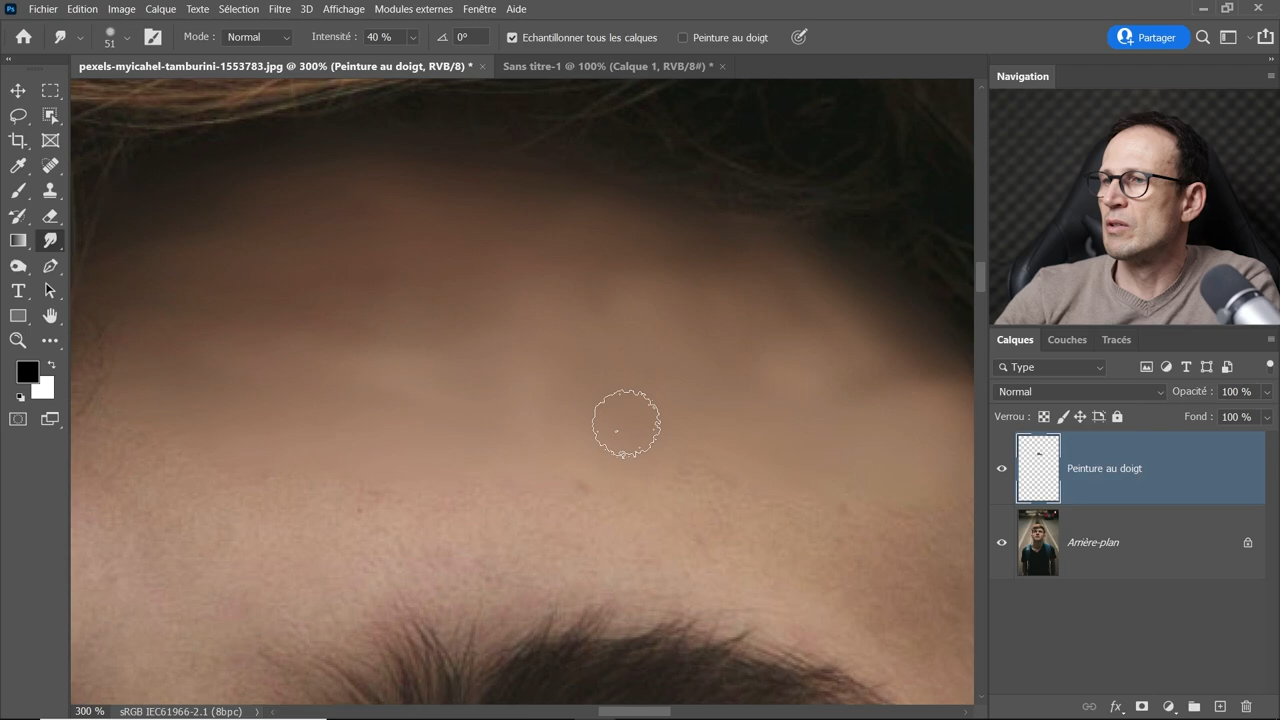 Ps Fichier Edition Image Calque Texte Sélection Filtre 3D Affichage Modules externes Fenêtre Aide
51 Mode : Normal Intensité : 40 % 0° Echantillonner tous les calques Peinture au doigt Partager
pexels-myicahel-tamburini-1553783.jpg @ 300% (Peinture au doigt, RVB/8) * Sans titre-1 @ 100% (Calque 1, RVB/8#) *
Navigation
Calques Couches Tracés
Type
Normal Opacité : 100 %
Verrou : Fond : 100 %
Peinture au doigt
Arrière-plan
300 % sRGB IEC61966-2.1 (8bpc)
fx